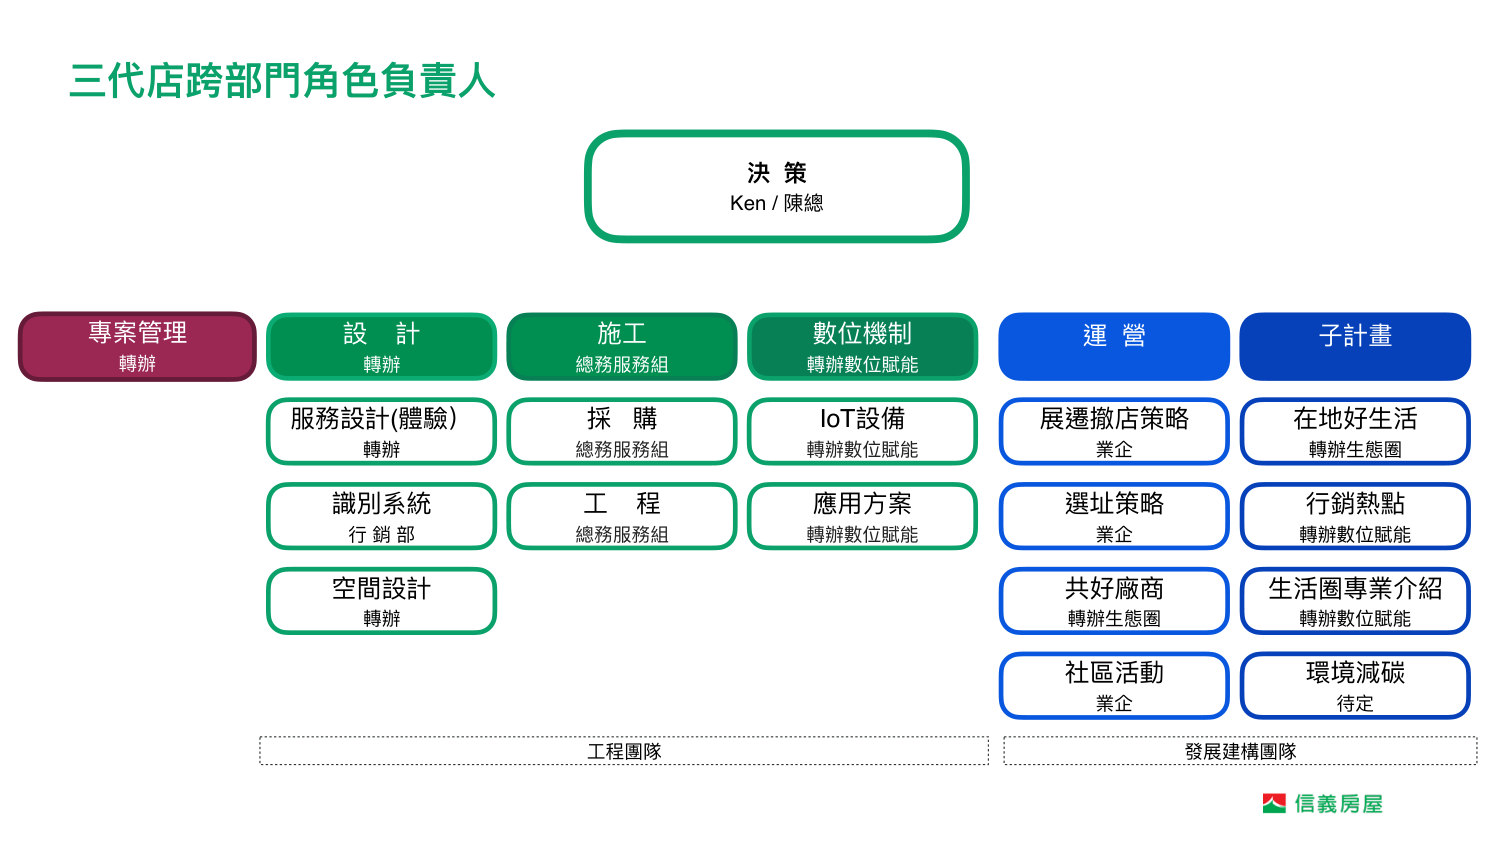 三代店跨部門角色負責人
決 策
Ken / 陳總
專案管理
轉辦
設 計
轉辦
服務設計(體驗）
轉辦
識別系統
行 銷 部
空間設計
轉辦
施工
總務服務組
採 購
總務服務組
工 程
總務服務組
數位機制
轉辦數位賦能
IoT設備
轉辦數位賦能
應用方案
轉辦數位賦能
運 營
展遷撤店策略
業企
選址策略
業企
共好廠商
轉辦生態圈
社區活動
業企
子計畫
在地好生活
轉辦生態圈
行銷熱點
轉辦數位賦能
生活圈專業介紹
轉辦數位賦能
環境減碳
待定
工程團隊
發展建構團隊
信義房屋